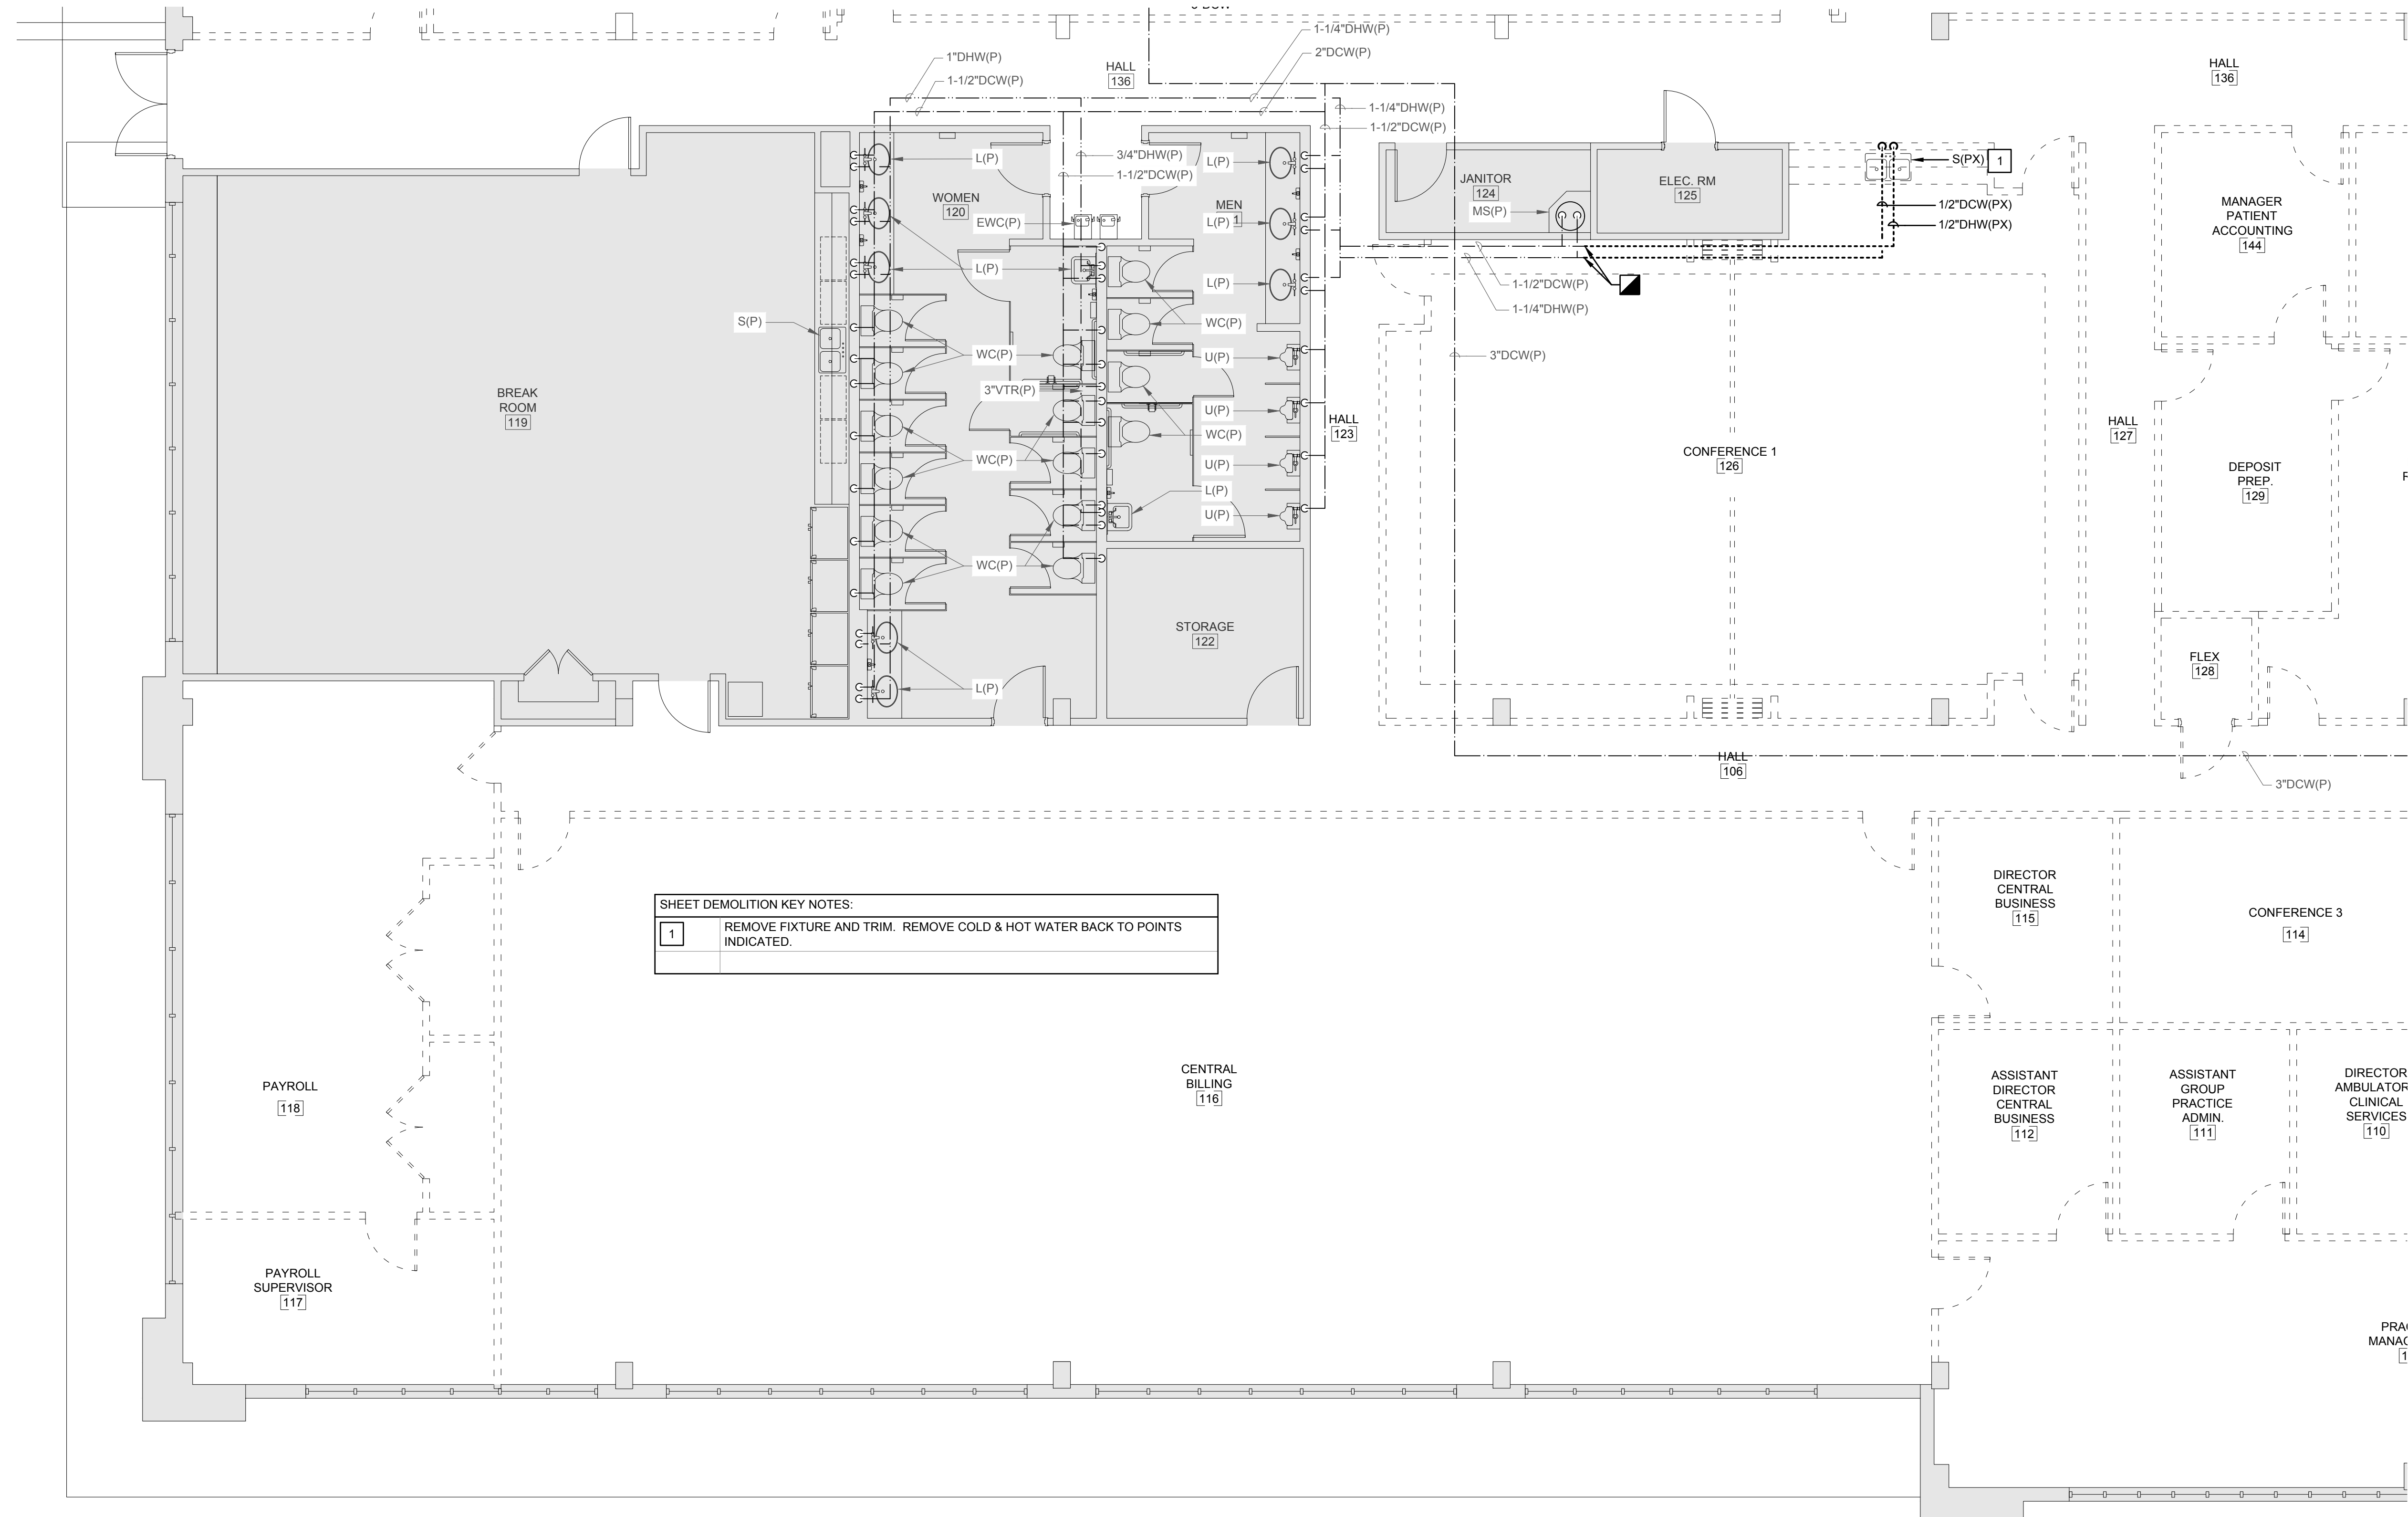 1-1/4"DHW(P)
2"DCW(P)
1"DHW(P)
1-1/2"DCW(P)
HALL
136
HALL
136
1-1/4"DHW(P)
1-1/2"DCW(P)
3/4"DHW(P)
1-1/2"DCW(P)
L(P)
L(P)
S(PX)
1
WOMEN
120
MEN
1
L(P)
EWC(P)
JANITOR
124
MS(P)
ELEC. RM
125
1/2"DCW(PX)
1/2"DHW(PX)
MANAGER
PATIENT
ACCOUNTING
144
L(P)
L(P)
1-1/2"DCW(P)
1-1/4"DHW(P)
S(P)
WC(P)
WC(P)
U(P)
3"DCW(P)
3"VTR(P)
BREAK
ROOM
119
U(P)
WC(P)
HALL
123
HALL
127
CONFERENCE 1
126
WC(P)
U(P)
L(P)
U(P)
DEPOSIT
PREP.
129
WC(P)
STORAGE
122
FLEX
128
L(P)
HALL
106
3"DCW(P)
SHEET DEMOLITION KEY NOTES:
1
REMOVE FIXTURE AND TRIM. REMOVE COLD & HOT WATER BACK TO POINTS
INDICATED.
DIRECTOR
CENTRAL
BUSINESS
115
CONFERENCE 3
114
PAYROLL
118
CENTRAL
BILLING
116
ASSISTANT
DIRECTOR
CENTRAL
BUSINESS
112
ASSISTANT
GROUP
PRACTICE
ADMIN.
111
DIRECTOR
AMBULATOR
CLINICAL
SERVICES
110
PAYROLL
SUPERVISOR
117